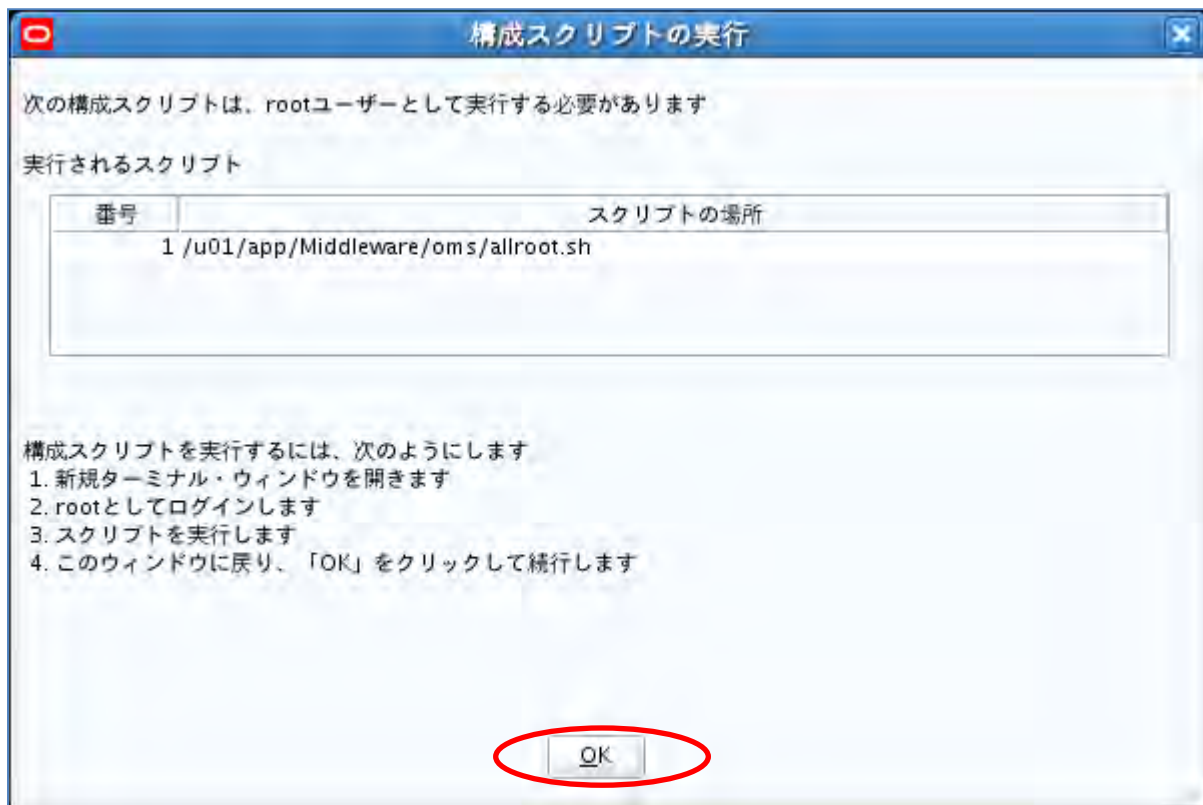 構成スクリプトの実行
次の構成スクリプトは、rootユーザーとして実行する必要があります
実行されるスクリプト
番号 スクリプトの場所
1 /u01/app/Middleware/oms/allroot.sh
構成スクリプトを実行するには、次のようにします
1. 新規ターミナル・ウィンドウを開きます
2. rootとしてログインします
3. スクリプトを実行します
4. このウィンドウに戻り、「OK」をクリックして続行します
OK